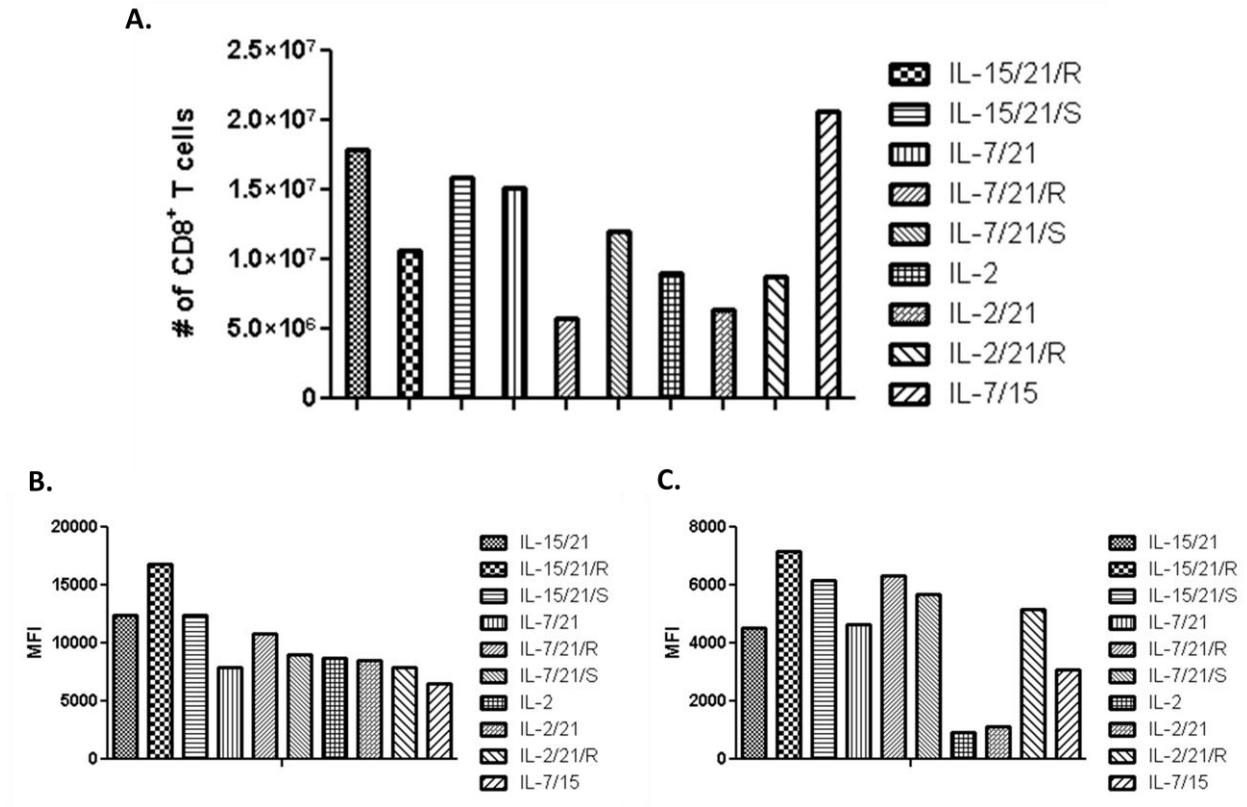 A.
# of CD8⁺ T cells
2.5×10⁷
2.0×10⁷
1.5×10⁷
1.0×10⁷
5.0×10⁶
0
IL-15/21/R
IL-15/21/S
IL-7/21
IL-7/21/R
IL-7/21/S
IL-2
IL-2/21
IL-2/21/R
IL-7/15
B.
MFI
20000
15000
10000
5000
0
IL-15/21
IL-15/21/R
IL-15/21/S
IL-7/21
IL-7/21/R
IL-7/21/S
IL-2
IL-2/21
IL-2/21/R
IL-7/15
C.
MFI
8000
6000
4000
2000
0
IL-15/21
IL-15/21/R
IL-15/21/S
IL-7/21
IL-7/21/R
IL-7/21/S
IL-2
IL-2/21
IL-2/21/R
IL-7/15